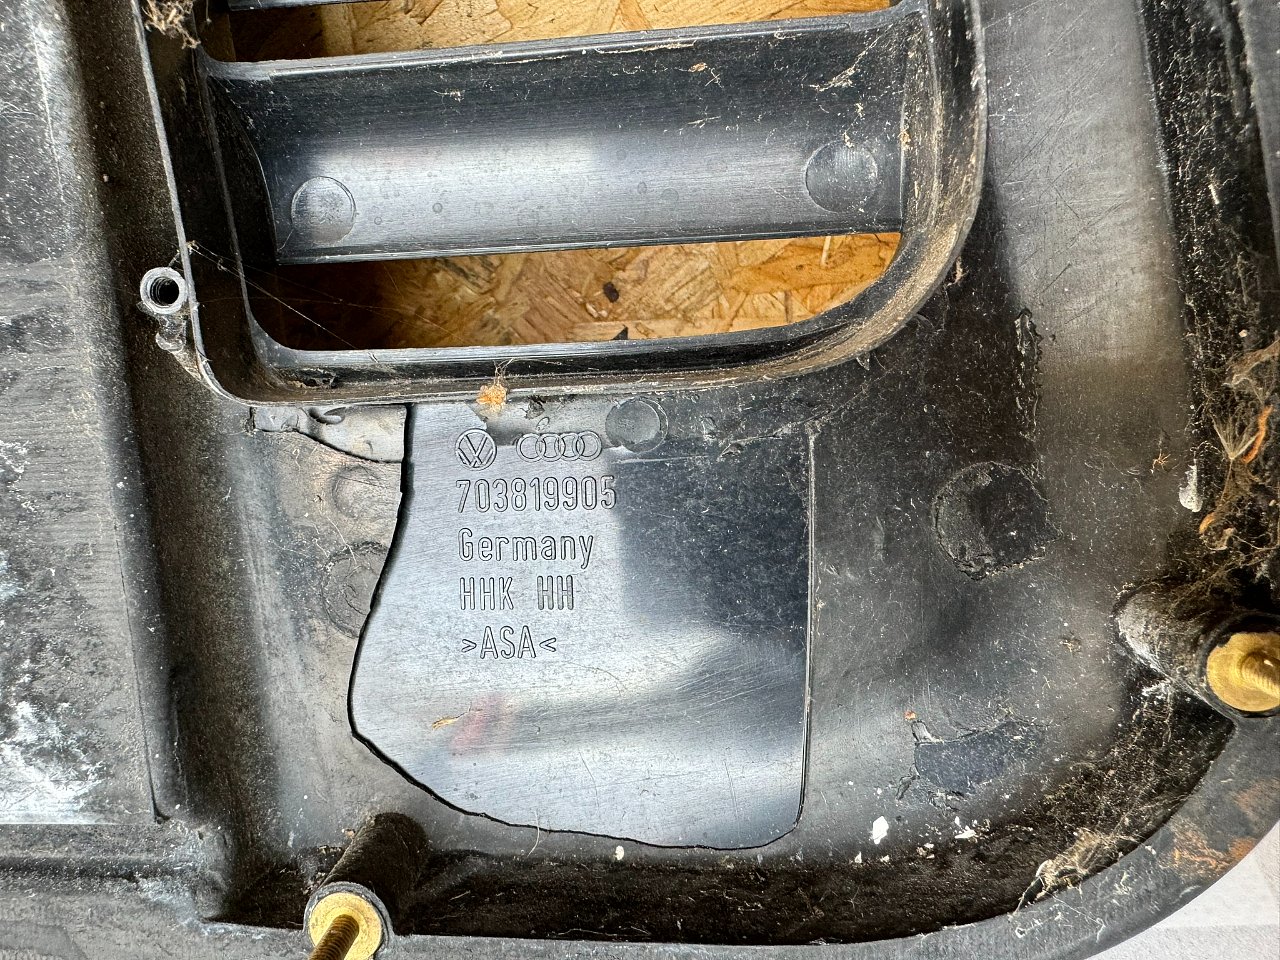 703819905
Germany
HHK HH
>ASA<